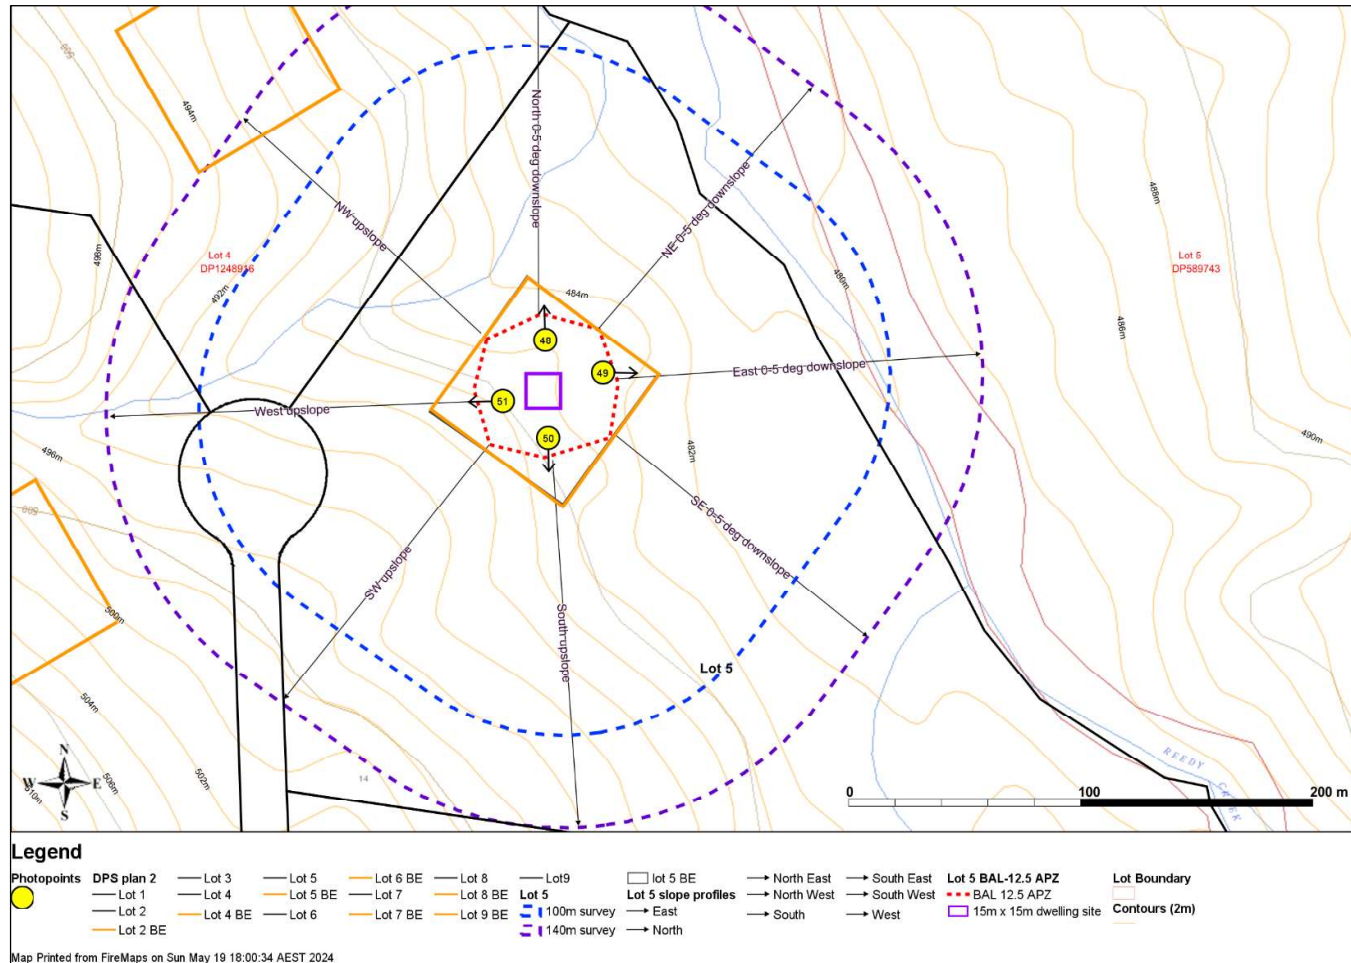 600
494m
North 0-5 deg downslope
NE 0-5 deg downslope
488m
NW upslope
498m
Lot 4
DP1248916
492m
Lot 5
DP589743
484m
480m
486m
48
49
East 0-5 deg downslope
51
West upslope
50
490m
482m
496m
600
SE 0-5 deg downslope
SW upslope
South upslope
500m
Lot 5
504m
N
W E
S
510m
506m
502m
14
REEDY CREEK
0 100 200 m
Legend
Photopoints
DPS plan 2
Lot 1
Lot 2
Lot 2 BE
Lot 3
Lot 4
Lot 4 BE
Lot 5
Lot 5 BE
Lot 6
Lot 6 BE
Lot 7
Lot 7 BE
Lot 8
Lot 8 BE
Lot 9 BE
Lot9
Lot 5
100m survey
140m survey
lot 5 BE
Lot 5 slope profiles
East
North
North East
North West
South
South East
South West
West
Lot 5 BAL-12.5 APZ
BAL 12.5 APZ
15m x 15m dwelling site
Lot Boundary
Contours (2m)
Map Printed from FireMaps on Sun May 19 18:00:34 AEST 2024